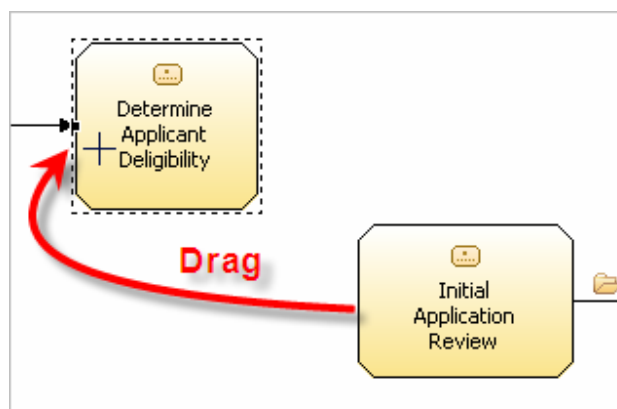 Determine
Applicant
Deligibility
Drag
Initial
Application
Review